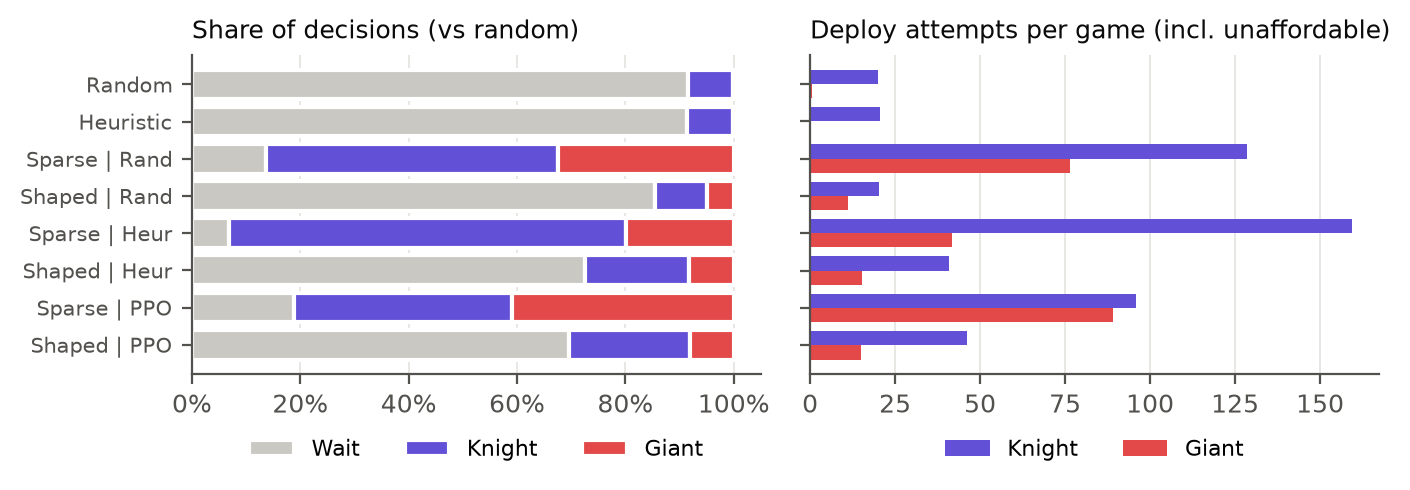 Share of decisions (vs random)
Random
Heuristic
Sparse | Rand
Shaped | Rand
Sparse | Heur
Shaped | Heur
Sparse | PPO
Shaped | PPO
0% 20% 40% 60% 80% 100%
Wait Knight Giant
Deploy attempts per game (incl. unaffordable)
0 25 50 75 100 125 150
Knight Giant